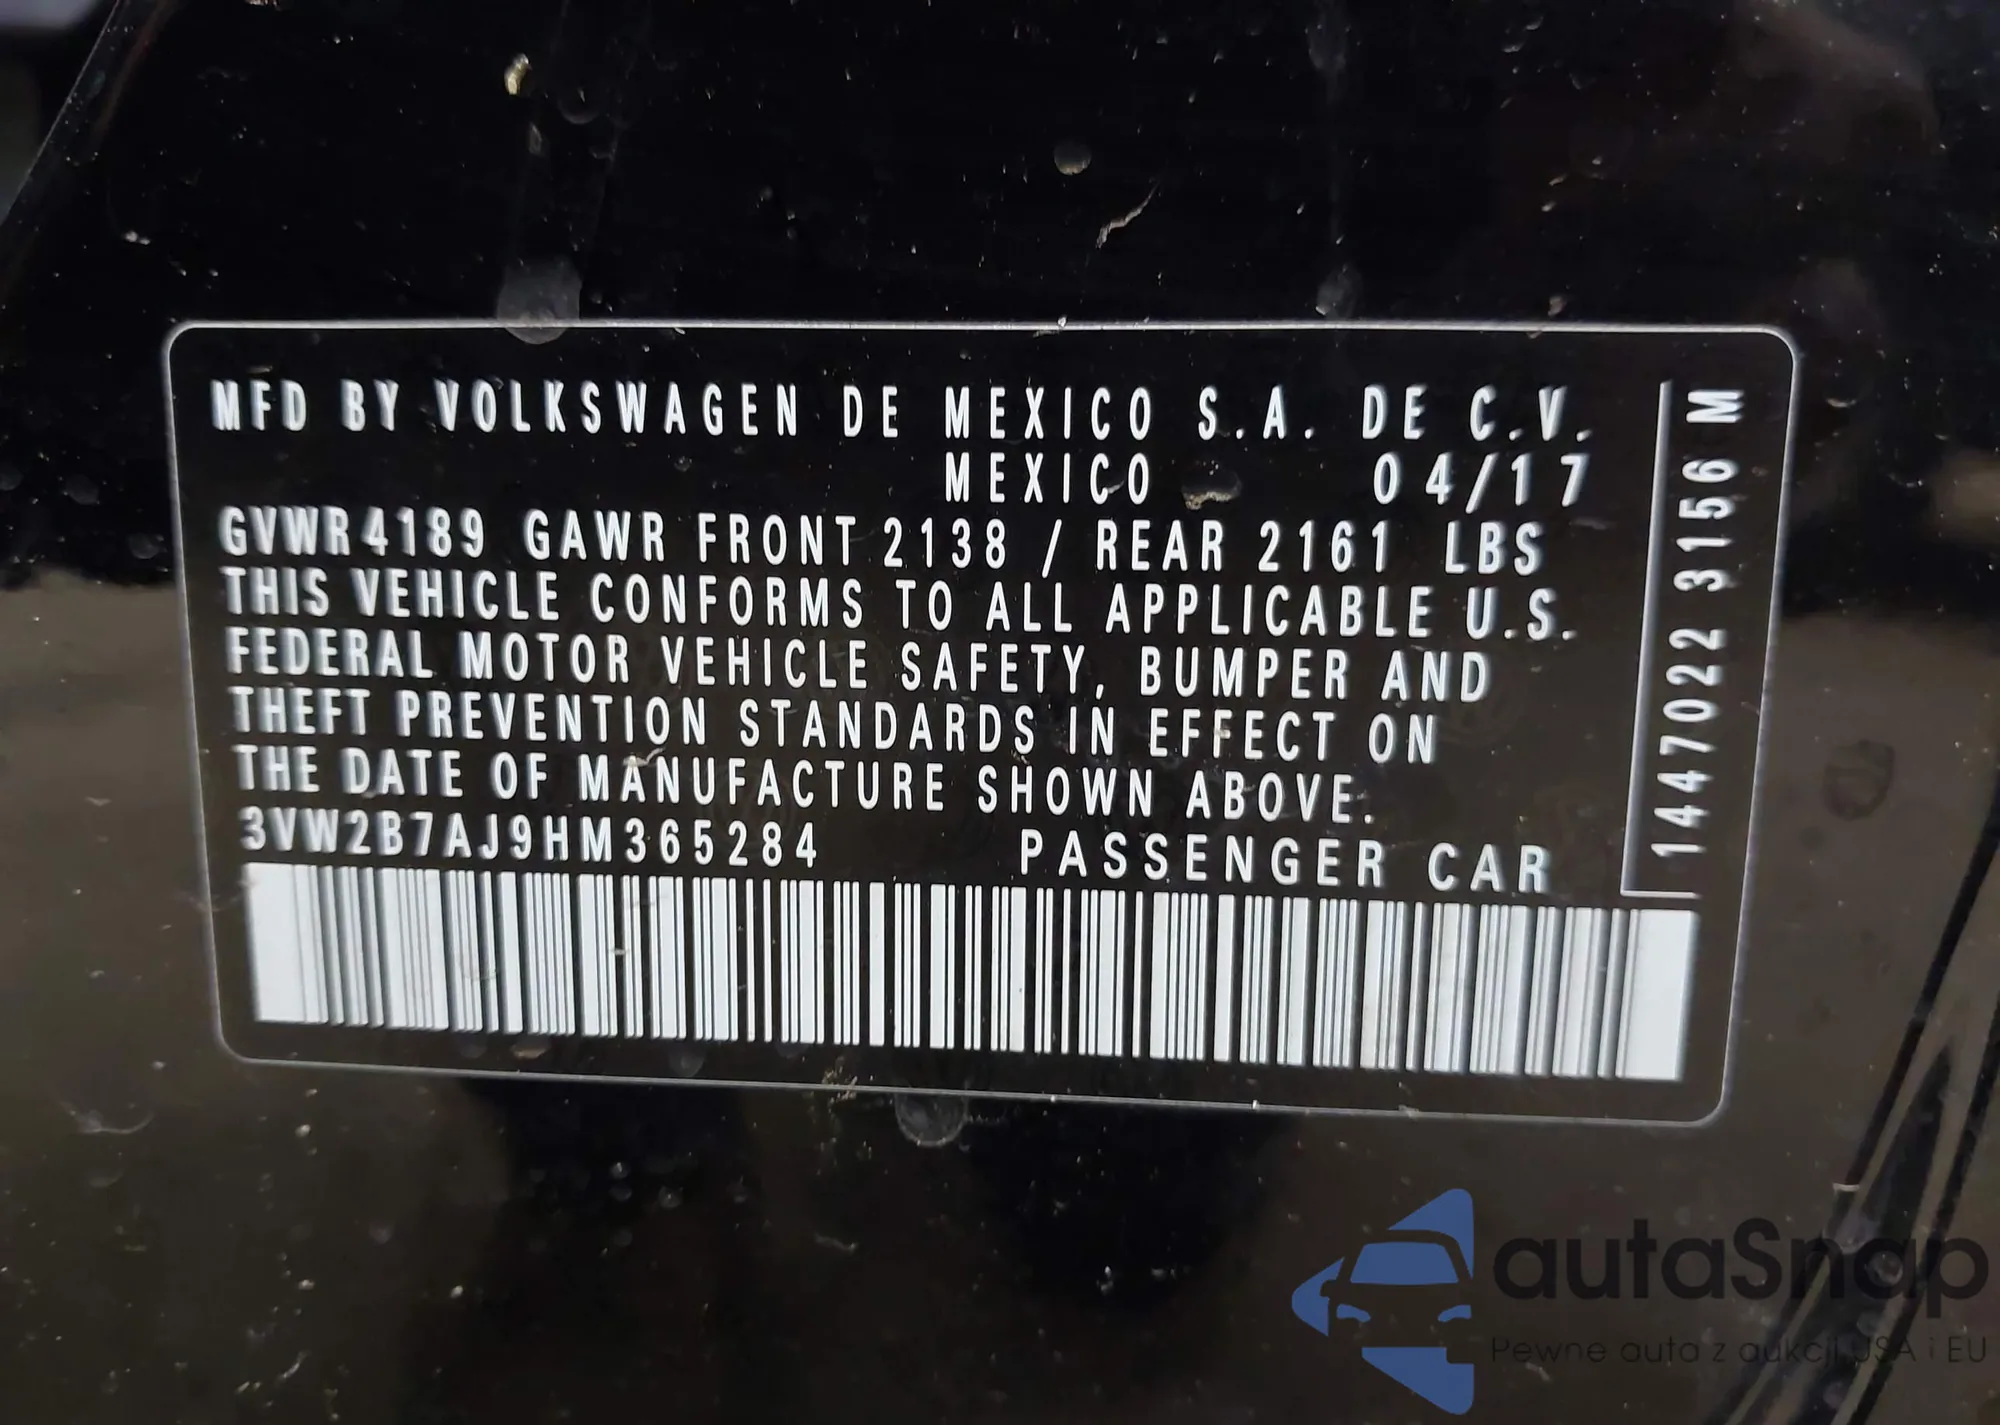 MFD BY VOLKSWAGEN DE MEXICO S.A. DE C.V.
MEXICO 04/17
GVWR 4189 GAWR FRONT 2138 / REAR 2161 LBS
THIS VEHICLE CONFORMS TO ALL APPLICABLE U.S.
FEDERAL MOTOR VEHICLE SAFETY, BUMPER AND
THEFT PREVENTION STANDARDS IN EFFECT ON
THE DATE OF MANUFACTURE SHOWN ABOVE.
3VW2B7AJ9HM365284 PASSENGER CAR
1447022 3156 M
autaSnap
Pewne auta z aukcji USA i EU